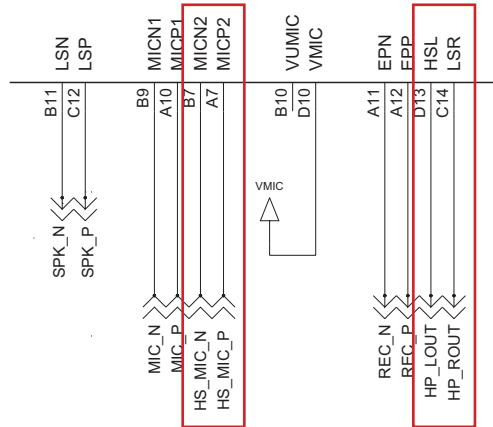 LSN
LSP
MICN1
MICP1
MICN2
MICP2
VUMIC
VMIC
EPN
EPP
HSL
LSR
B11
C12
B9
A10
B7
A7
B10
D10
A11
A12
D13
C14
VMIC
SPK_N
SPK_P
MIC_N
MIC_P
HS_MIC_N
HS_MIC_P
REC_N
REC_P
HP_LOUT
HP_ROUT